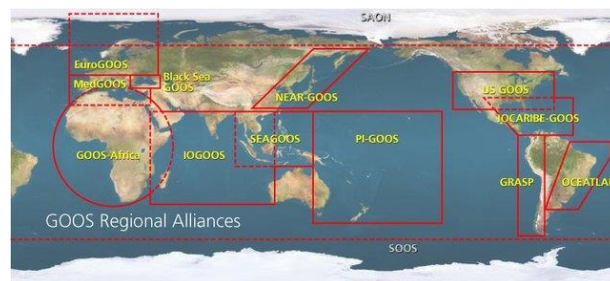 SAON
EuroGOOS
MedGOOS
Black Sea
GOOS
NEAR-GOOS
US GOOS
IOCARIBE-GOOS
GOOS-Africa
IOGOOS
SEAGOOS
PI-GOOS
GRASP
OCEATLAN
GOOS Regional Alliances
SOOS